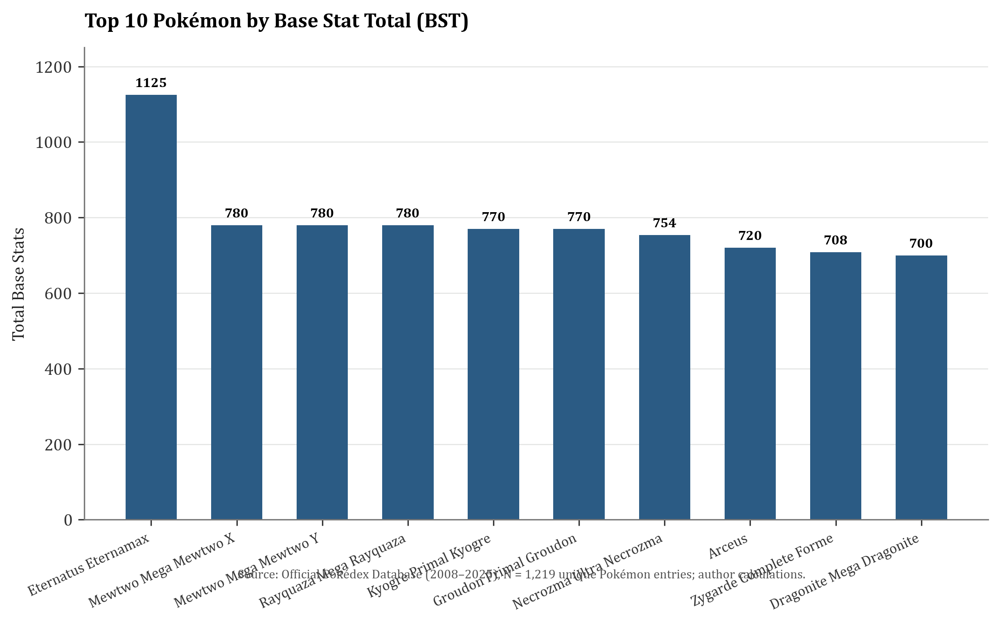 Top 10 Pokémon by Base Stat Total (BST)
Total Base Stats
1200
1000
800
600
400
200
0
1125
780
780
780
770
770
754
720
708
700
Eternatus Eternamax
Mewtwo Mega Mewtwo X
Mewtwo Mega Mewtwo Y
Rayquaza Mega Rayquaza
Kyogre Primal Kyogre
Groudon Primal Groudon
Necrozma Ultra Necrozma
Arceus
Zygarde Complete Forme
Dragonite Mega Dragonite
Source: Official Pokédex Database (2008–2025); N = 1,219 unique Pokémon entries; author calculations.